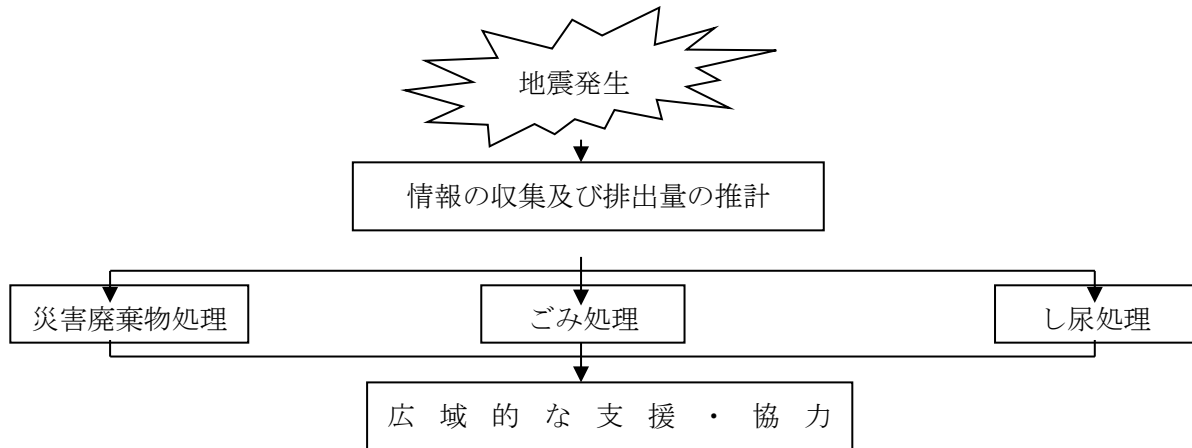 地震発生
情報の収集及び排出量の推計
災害廃棄物処理
ごみ処理
し尿処理
広域的な支援・協力